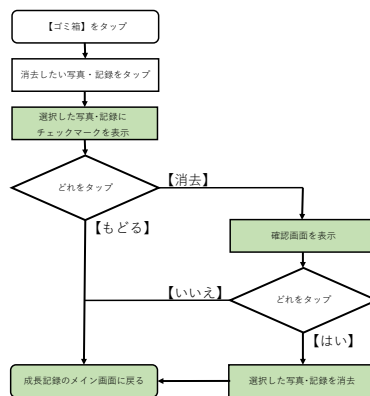 【ゴミ箱】をタップ
消去したい写真・記録をタップ
選択した写真・記録に
チェックマークを表示
どれをタップ
【消去】
【もどる】
確認画面を表示
【いいえ】
どれをタップ
【はい】
成長記録のメイン画面に戻る
選択した写真・記録を消去